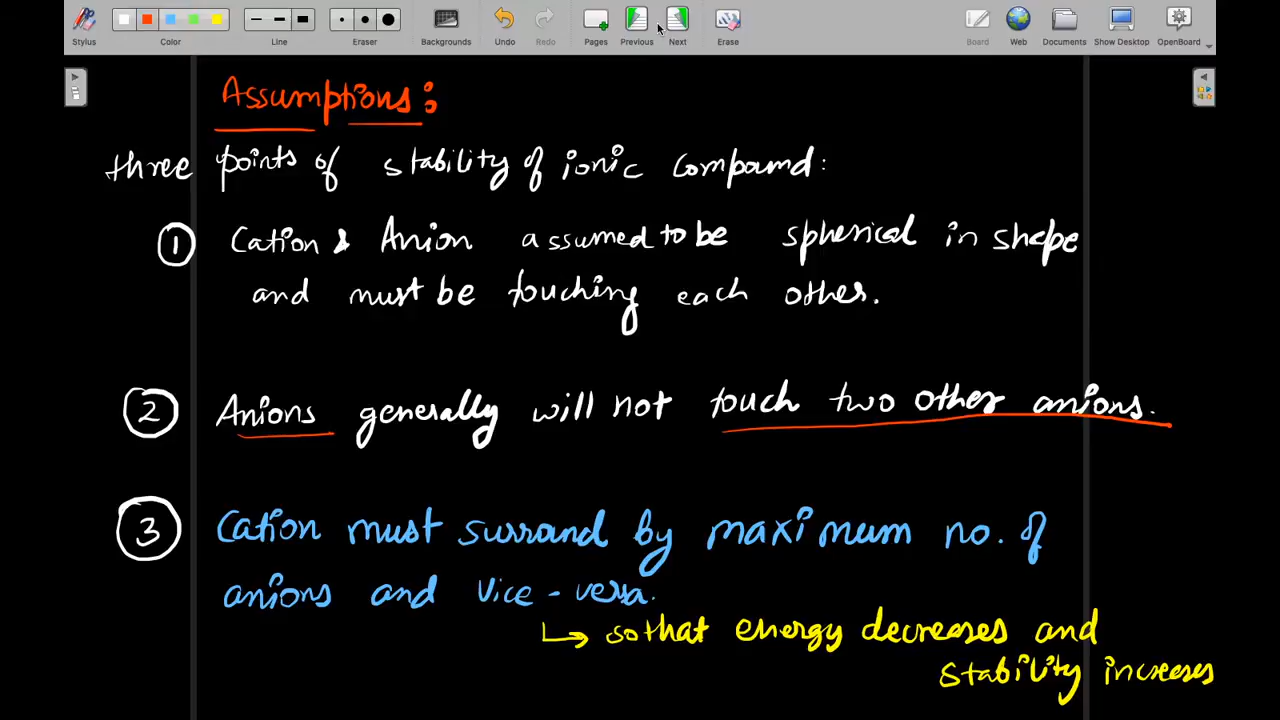 Stylus Color Line Eraser Backgrounds Undo Redo Pages Previous Next Erase Board Web Documents Show Desktop OpenBoard
Assumptions:
three points of stability of ionic compound:
1 Cation & Anion assumed to be spherical in shape
and must be touching each other.
2 Anions generally will not touch two other anions.
3 Cation must surrand by maximum no. of
anions and vice-versa.
↳ so that energy decreases and
stability increases